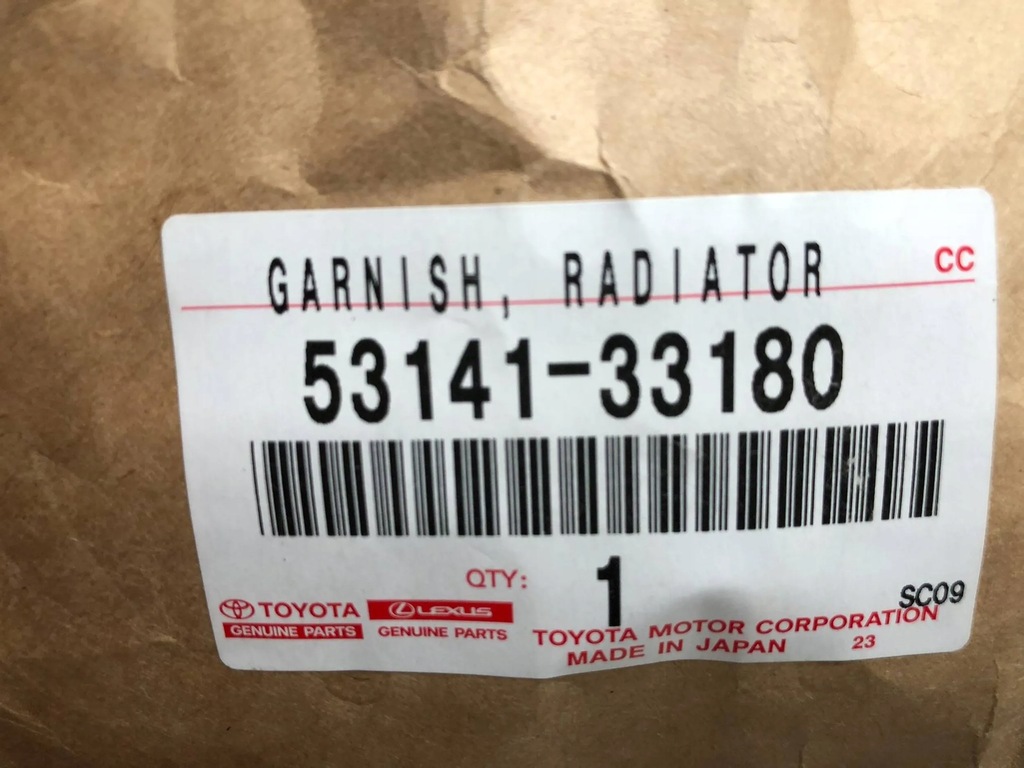 CC
GARNISH, RADIATOR
53141-33180
QTY: 1
SC09
TOYOTA LEXUS
GENUINE PARTS GENUINE PARTS
TOYOTA MOTOR CORPORATION
MADE IN JAPAN 23